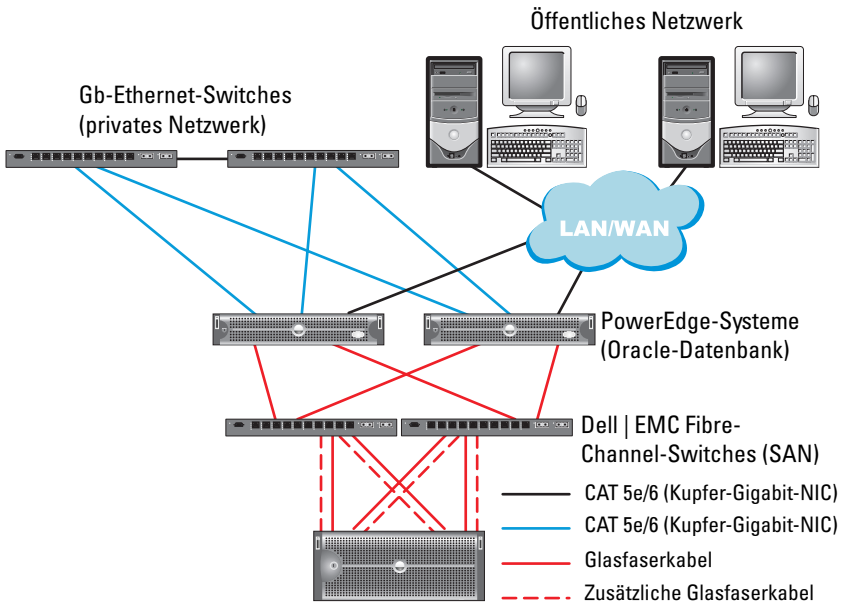 Öffentliches Netzwerk
Gb-Ethernet-Switches
(privates Netzwerk)
LAN/WAN
PowerEdge-Systeme
(Oracle-Datenbank)
Dell | EMC Fibre-
Channel-Switches (SAN)
CAT 5e/6 (Kupfer-Gigabit-NIC)
CAT 5e/6 (Kupfer-Gigabit-NIC)
Glasfaserkabel
Zusätzliche Glasfaserkabel